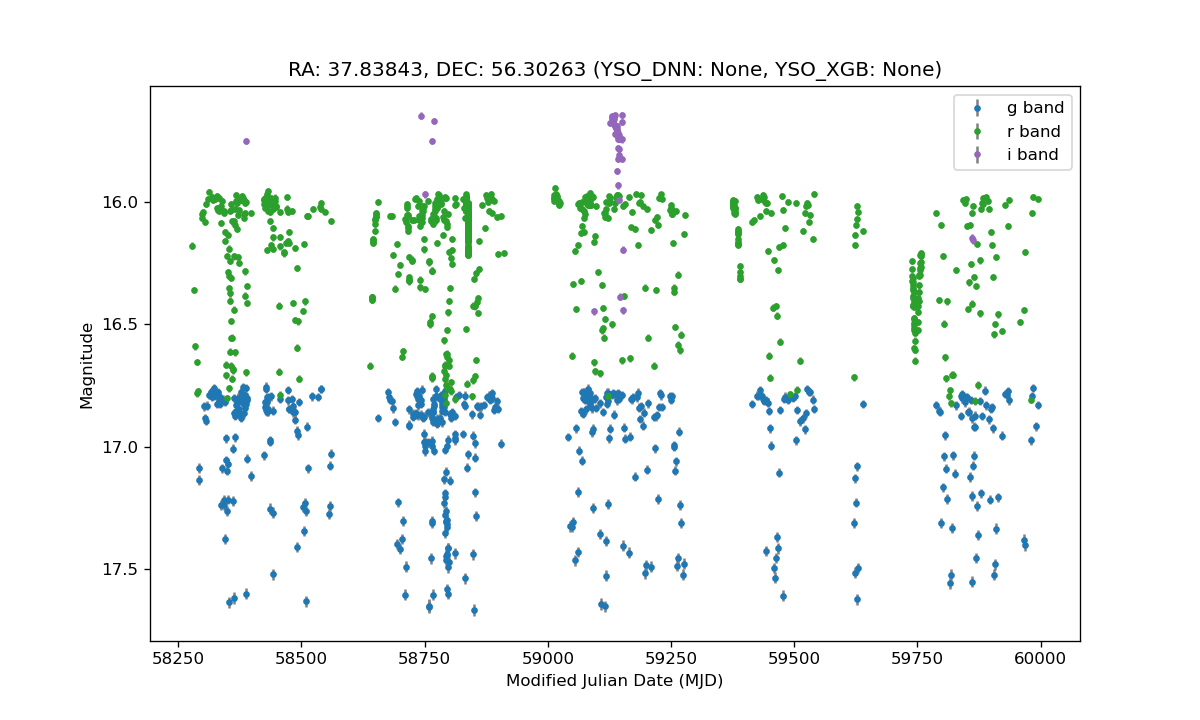 RA: 37.83843, DEC: 56.30263 (YSO_DNN: None, YSO_XGB: None)
g band
r band
i band
16.0
16.5
17.0
17.5
Magnitude
58250 58500 58750 59000 59250 59500 59750 60000
Modified Julian Date (MJD)